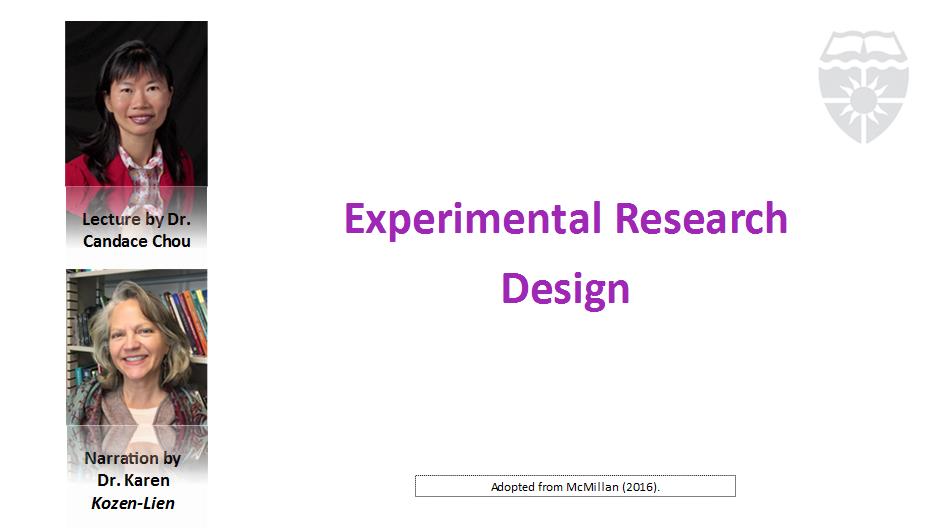 Lecture by Dr.
Candace Chou
Experimental Research
Design
Narration by
Dr. Karen
Kozen-Lien
Adopted from McMillan (2016).